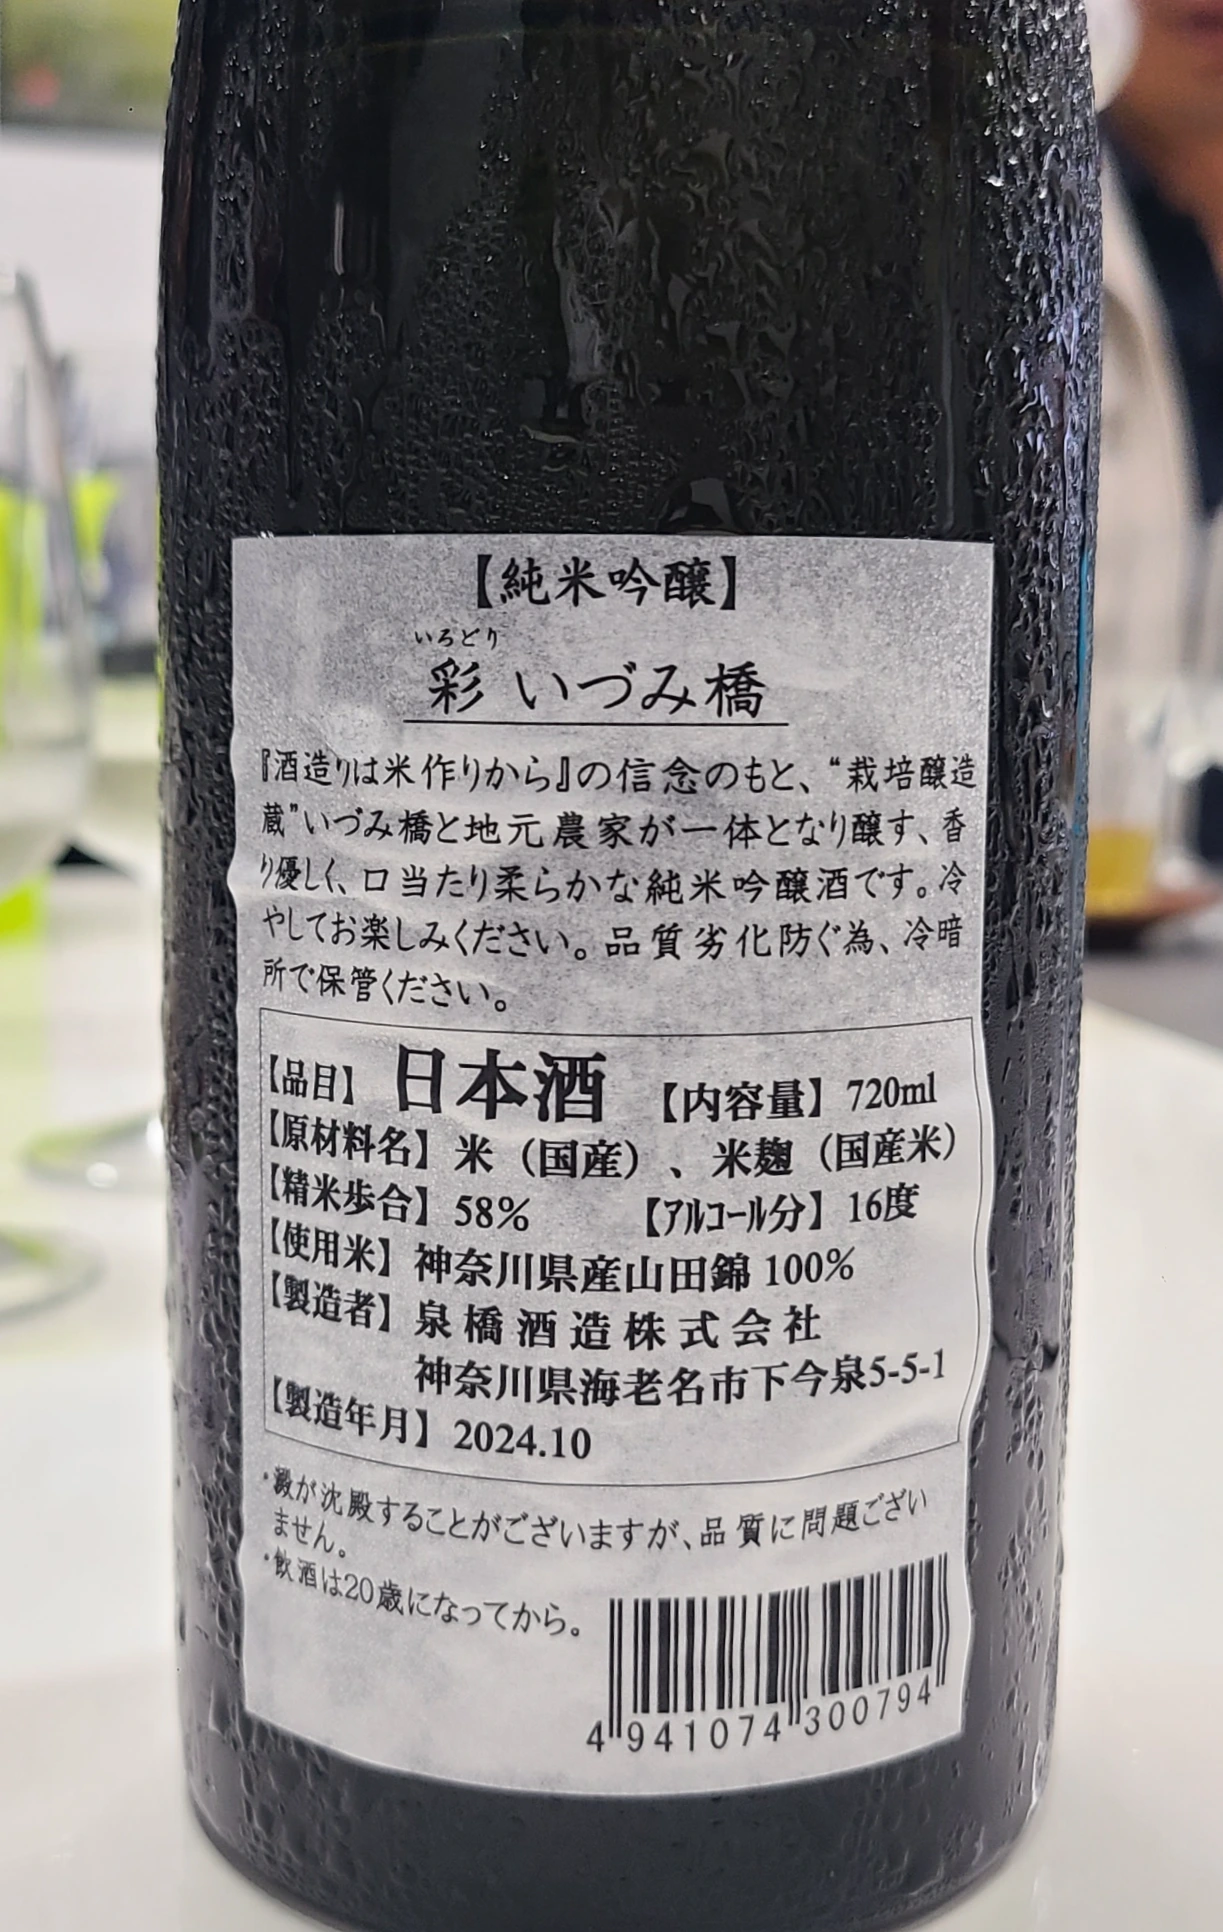 【純米吟醸】
いろどり
彩 いづみ橋
『酒造りは米作りから』の信念のもと、“栽培醸造
蔵”いづみ橋と地元農家が一体となり醸す、香
り優しく、口当たり柔らかな純米吟醸酒です。冷
やしてお楽しみください。品質劣化防ぐ為、冷暗
所で保管ください。
【品目】 日本酒 【内容量】 720ml
【原材料名】 米（国産）、米麹（国産米）
【精米歩合】 58% 【アルコール分】 16度
【使用米】 神奈川県産山田錦 100%
【製造者】 泉橋酒造株式会社
神奈川県海老名市下今泉5-5-1
【製造年月】 2024.10
・澱が沈殿することがございますが、品質に問題ござい
ません。
・飲酒は20歳になってから。
4 941074 300794